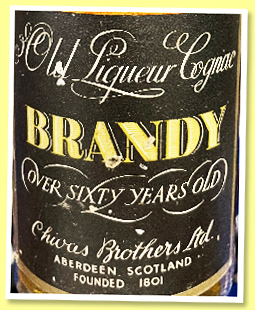 Old Liqueur Cognac
BRANDY
OVER SIXTY YEARS OLD
Chivas Brothers Ltd.
ABERDEEN, SCOTLAND
FOUNDED 1801